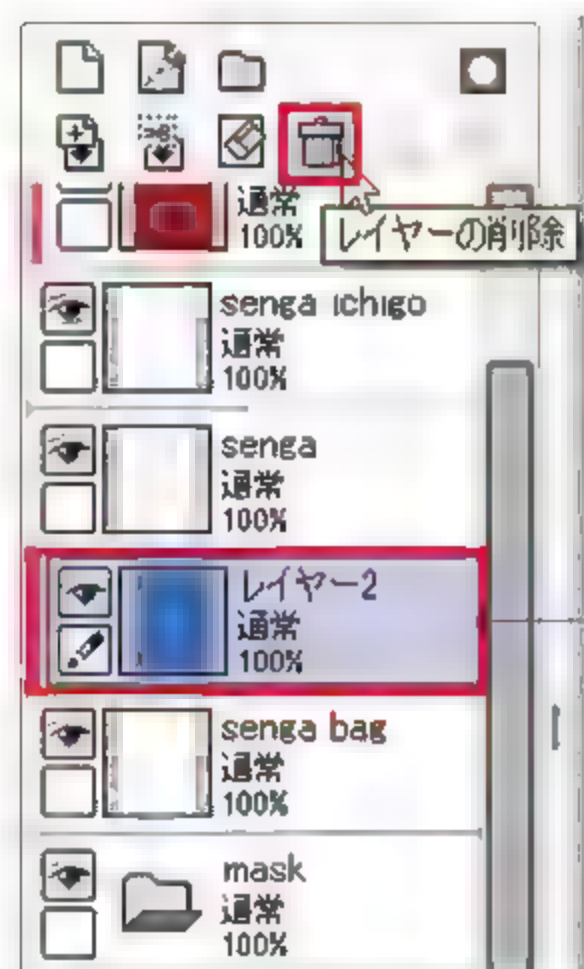 通常
100%
レイヤーの削除
senga ichigo
通常
100%
senga
通常
100%
レイヤー2
通常
100%
senga bag
通常
100%
mask
通常
100%